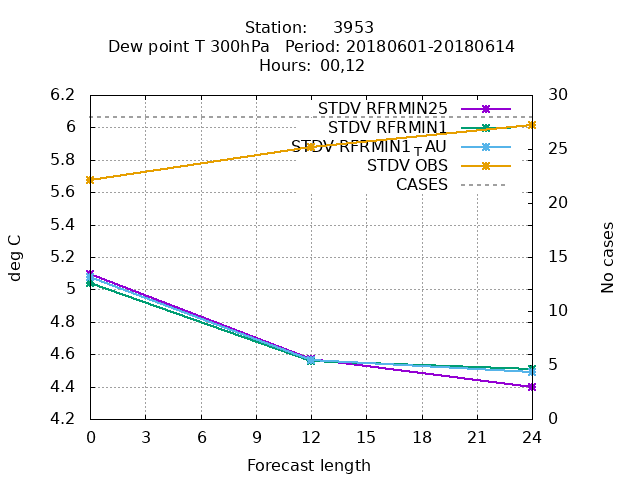 Station: 3953
Dew point T 300hPa Period: 20180601-20180614
Hours: 00,12
6.2
6
5.8
5.6
5.4
5.2
5
4.8
4.6
4.4
4.2
30
25
20
15
10
5
0
STDV RFRMIN25
STDV RFRMIN1
STDV RFRMIN1_TAU
STDV OBS
CASES
deg C
No cases
0 3 6 9 12 15 18 21 24
Forecast length